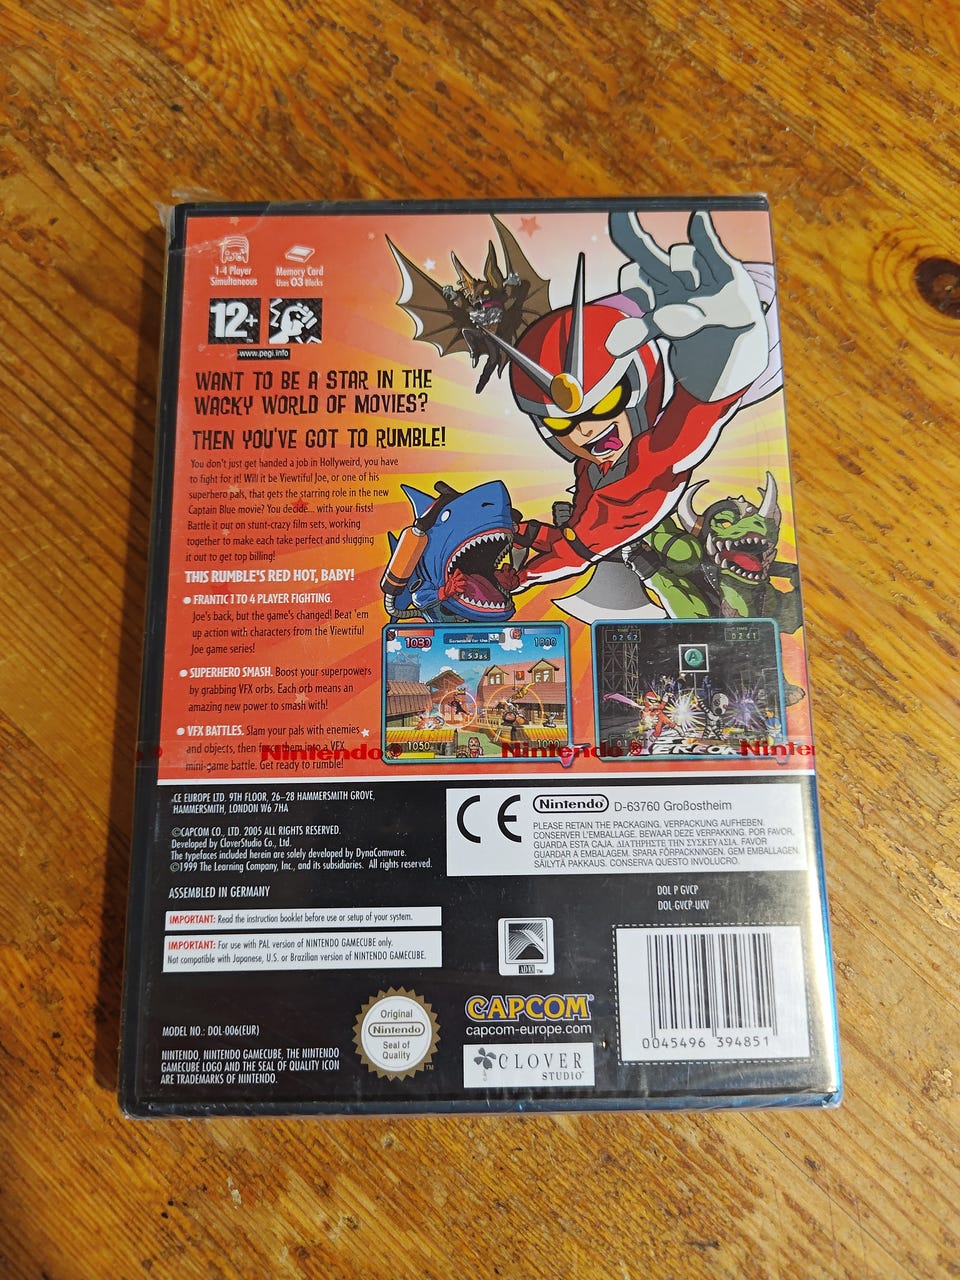 1-4 Player
Simultaneous
Memory Card
Uses 03 Blocks
12+
www.pegi.info
WANT TO BE A STAR IN THE
WACKY WORLD OF MOVIES?
THEN YOU'VE GOT TO RUMBLE!
You don't just get handed a job in Hollyweird, you have
to fight for it! Will it be Viewtiful Joe, or one of his
superhero pals, that gets the starring role in the new
Captain Blue movie? You decide... with your fists!
Battle it out on stunt-crazy film sets, working
together to make each take perfect and slugging
it out to get top billing!
THIS RUMBLE'S RED HOT, BABY!
● FRANTIC 1 TO 4 PLAYER FIGHTING.
Joe's back, but the game's changed! Beat 'em
up action with characters from the Viewtiful
Joe game series!
● SUPERHERO SMASH. Boost your superpowers
by grabbing VFX orbs. Each orb means an
amazing new power to smash with!
● VFX BATTLES. Slam your pals with enemies
and objects, then force them into a VFX
mini-game battle. Get ready to rumble!
1030
1000
1050
TIME
0262
TIME
0241
A
Nintendo®
Nintendo®
Ninte
CE EUROPE LTD. 9TH FLOOR, 26–28 HAMMERSMITH GROVE,
HAMMERSMITH, LONDON W6 7HA
©CAPCOM CO., LTD. 2005 ALL RIGHTS RESERVED.
Developed by CloverStudio Co., Ltd.
The typefaces included herein are solely developed by DynaComware.
©1999 The Learning Company, Inc., and its subsidiaries. All rights reserved.
ASSEMBLED IN GERMANY
CE Nintendo® D-63760 Großostheim
PLEASE RETAIN THE PACKAGING. VERPACKUNG AUFHEBEN.
CONSERVER L'EMBALLAGE. BEWAAR DEZE VERPAKKING. POR FAVOR,
GUARDA ESTA CAJA. ΔΙΑΤΗΡΗΣΤΕ ΤΗΝ ΣΥΣΚΕΥΑΣΙΑ. FAVOR
GUARDAR A EMBALAGEM. SPARA FÖRPACKNINGEN. GEM EMBALLAGEN.
SÄILYTÄ PAKKAUS. CONSERVA QUESTO INVOLUCRO.
DOL P GVCP
DOL-GVCP-UKV
IMPORTANT: Read the instruction booklet before use or setup of your system.
IMPORTANT: For use with PAL version of NINTENDO GAMECUBE only.
Not compatible with Japanese, U.S. or Brazilian version of NINTENDO GAMECUBE.
ADX™
MODEL NO.: DOL-006(EUR)
NINTENDO, NINTENDO GAMECUBE, THE NINTENDO
GAMECUBE LOGO AND THE SEAL OF QUALITY ICON
ARE TRADEMARKS OF NINTENDO.
Original
Nintendo
Seal of
Quality
™
CAPCOM®
capcom-europe.com
CLOVER
STUDIO™
0045496 394851